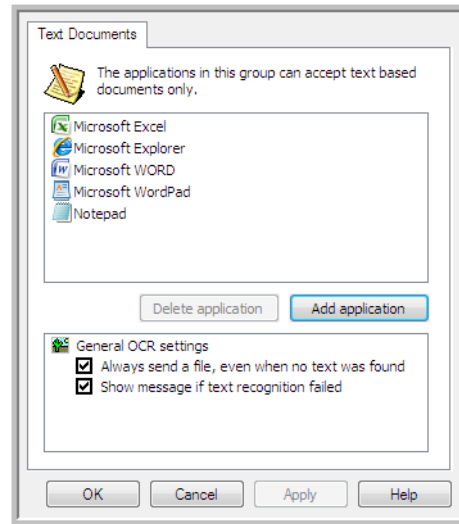 Text Documents
The applications in this group can accept text based
documents only.
Microsoft Excel
Microsoft Explorer
Microsoft WORD
Microsoft WordPad
Notepad
Delete application Add application
General OCR settings
Always send a file, even when no text was found
Show message if text recognition failed
OK Cancel Apply Help